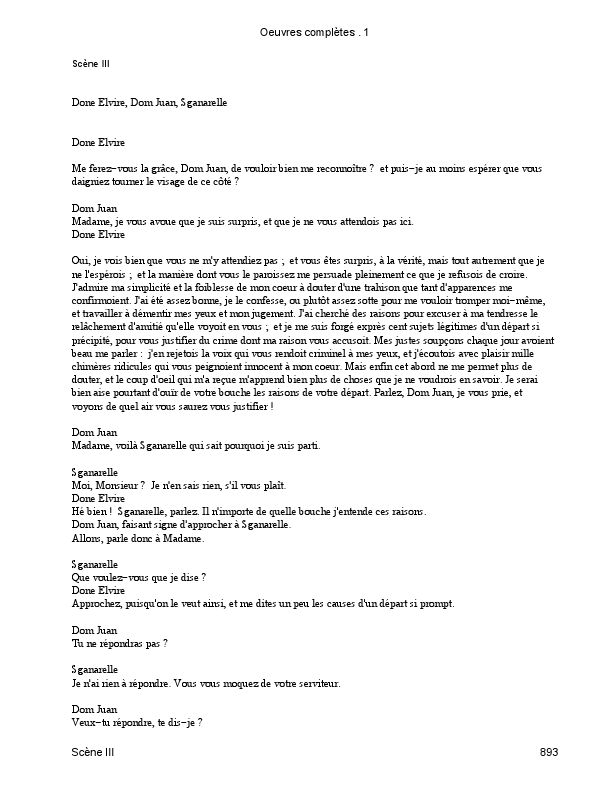 Oeuvres complètes . 1
Scène III
Done Elvire, Dom Juan, Sganarelle
Done Elvire
Me ferez−vous la grâce, Dom Juan, de vouloir bien me reconnoître ?  et puis−je au moins espérer que vous
daigniez tourner le visage de ce côté ?
Dom Juan
Madame, je vous avoue que je suis surpris, et que je ne vous attendois pas ici.
Done Elvire
Oui, je vois bien que vous ne m'y attendiez pas ;  et vous êtes surpris, à la vérité, mais tout autrement que je
ne l'espérois ;  et la manière dont vous le paroissez me persuade pleinement ce que je refusois de croire.
J'admire ma simplicité et la foiblesse de mon coeur à douter d'une trahison que tant d'apparences me
confirmoient. J'ai été assez bonne, je le confesse, ou plutôt assez sotte pour me vouloir tromper moi−même,
et travailler à démentir mes yeux et mon jugement. J'ai cherché des raisons pour excuser à ma tendresse le
relâchement d'amitié qu'elle voyoit en vous ;  et je me suis forgé exprès cent sujets légitimes d'un départ si
précipité, pour vous justifier du crime dont ma raison vous accusoit. Mes justes soupçons chaque jour avoient
beau me parler :  j'en rejetois la voix qui vous rendoit criminel à mes yeux, et j'écoutois avec plaisir mille
chimères ridicules qui vous peignoient innocent à mon coeur. Mais enfin cet abord ne me permet plus de
douter, et le coup d'oeil qui m'a reçue m'apprend bien plus de choses que je ne voudrois en savoir. Je serai
bien aise pourtant d'ouïr de votre bouche les raisons de votre départ. Parlez, Dom Juan, je vous prie, et
voyons de quel air vous saurez vous justifier !
Dom Juan
Madame, voilà Sganarelle qui sait pourquoi je suis parti.
Sganarelle
Moi, Monsieur ?  Je n'en sais rien, s'il vous plaît.
Done Elvire
Hé bien !  Sganarelle, parlez. Il n'importe de quelle bouche j'entende ces raisons.
Dom Juan, faisant signe d'approcher à Sganarelle.
Allons, parle donc à Madame.
Sganarelle
Que voulez−vous que je dise ?
Done Elvire
Approchez, puisqu'on le veut ainsi, et me dites un peu les causes d'un départ si prompt.
Dom Juan
Tu ne répondras pas ?
Sganarelle
Je n'ai rien à répondre. Vous vous moquez de votre serviteur.
Dom Juan
Veux−tu répondre, te dis−je ?
Scène III 893